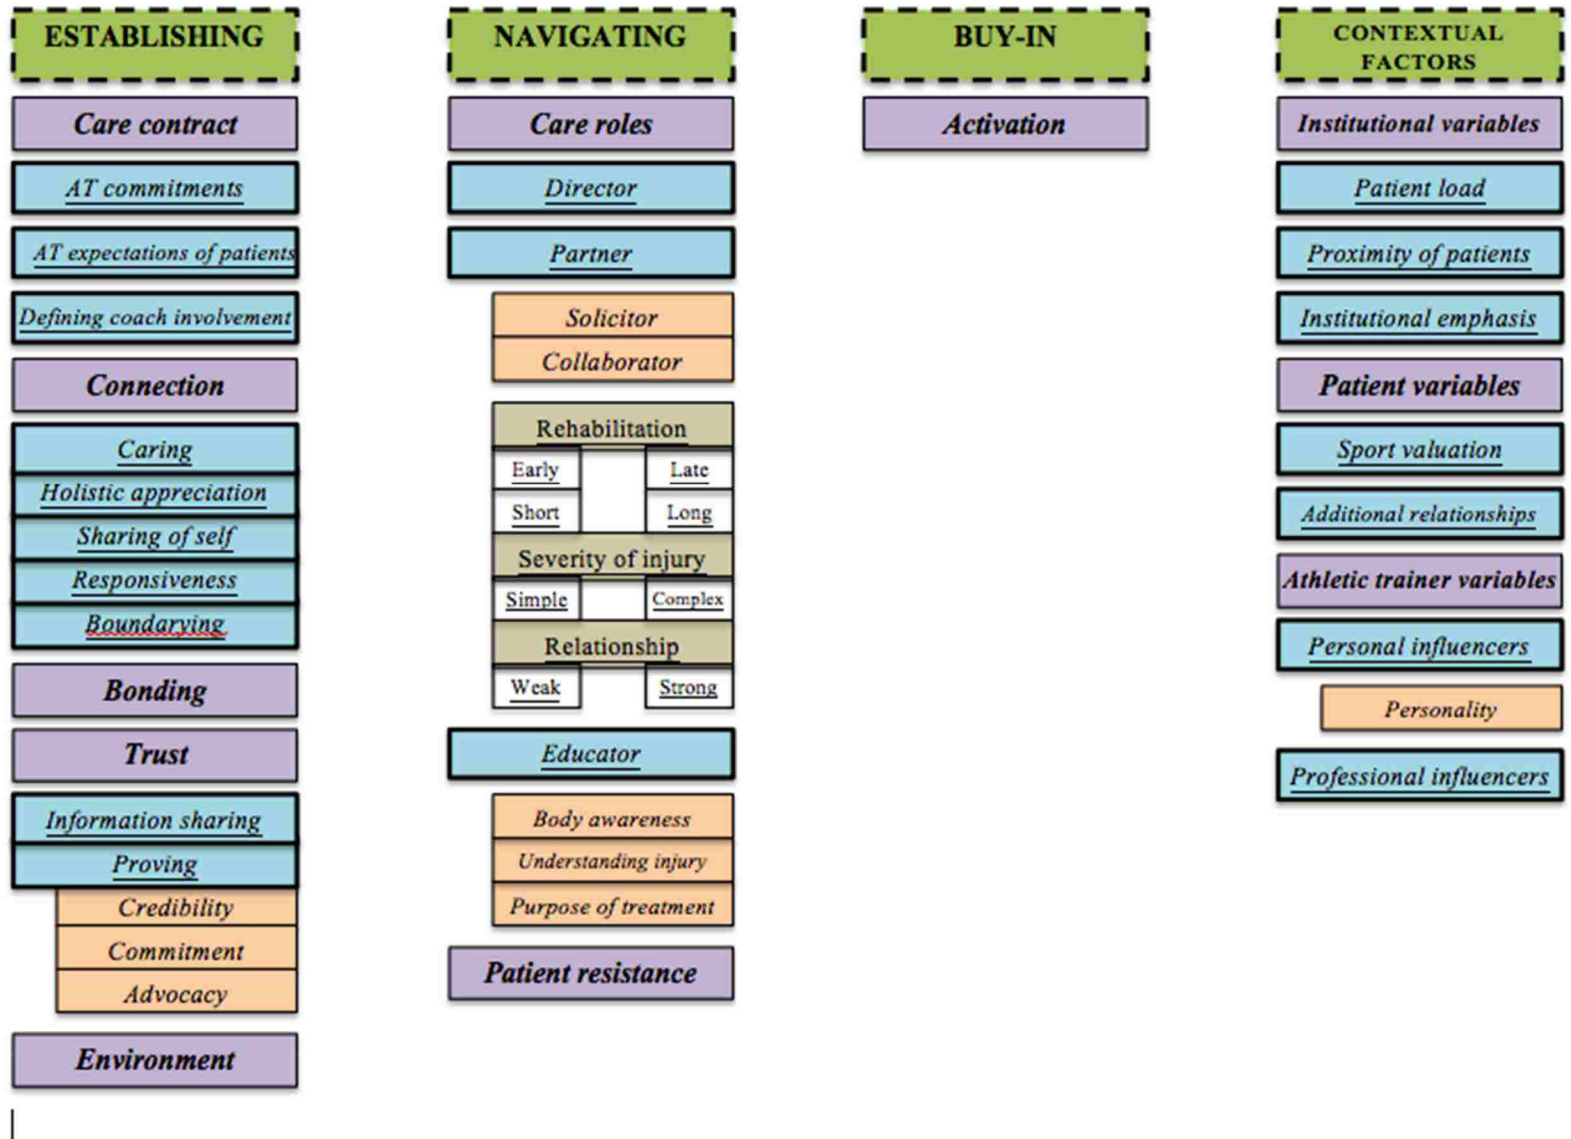 ESTABLISHING
Care contract
AT commitments
AT expectations of patients
Defining coach involvement
Connection
Caring
Holistic appreciation
Sharing of self
Responsiveness
Boundarying
Bonding
Trust
Information sharing
Proving
Credibility
Commitment
Advocacy
Environment
NAVIGATING
Care roles
Director
Partner
Solicitor
Collaborator
Rehabilitation
Early Late
Short Long
Severity of injury
Simple Complex
Relationship
Weak Strong
Educator
Body awareness
Understanding injury
Purpose of treatment
Patient resistance
BUY-IN
Activation
CONTEXTUAL
FACTORS
Institutional variables
Patient load
Proximity of patients
Institutional emphasis
Patient variables
Sport valuation
Additional relationships
Athletic trainer variables
Personal influencers
Personality
Professional influencers